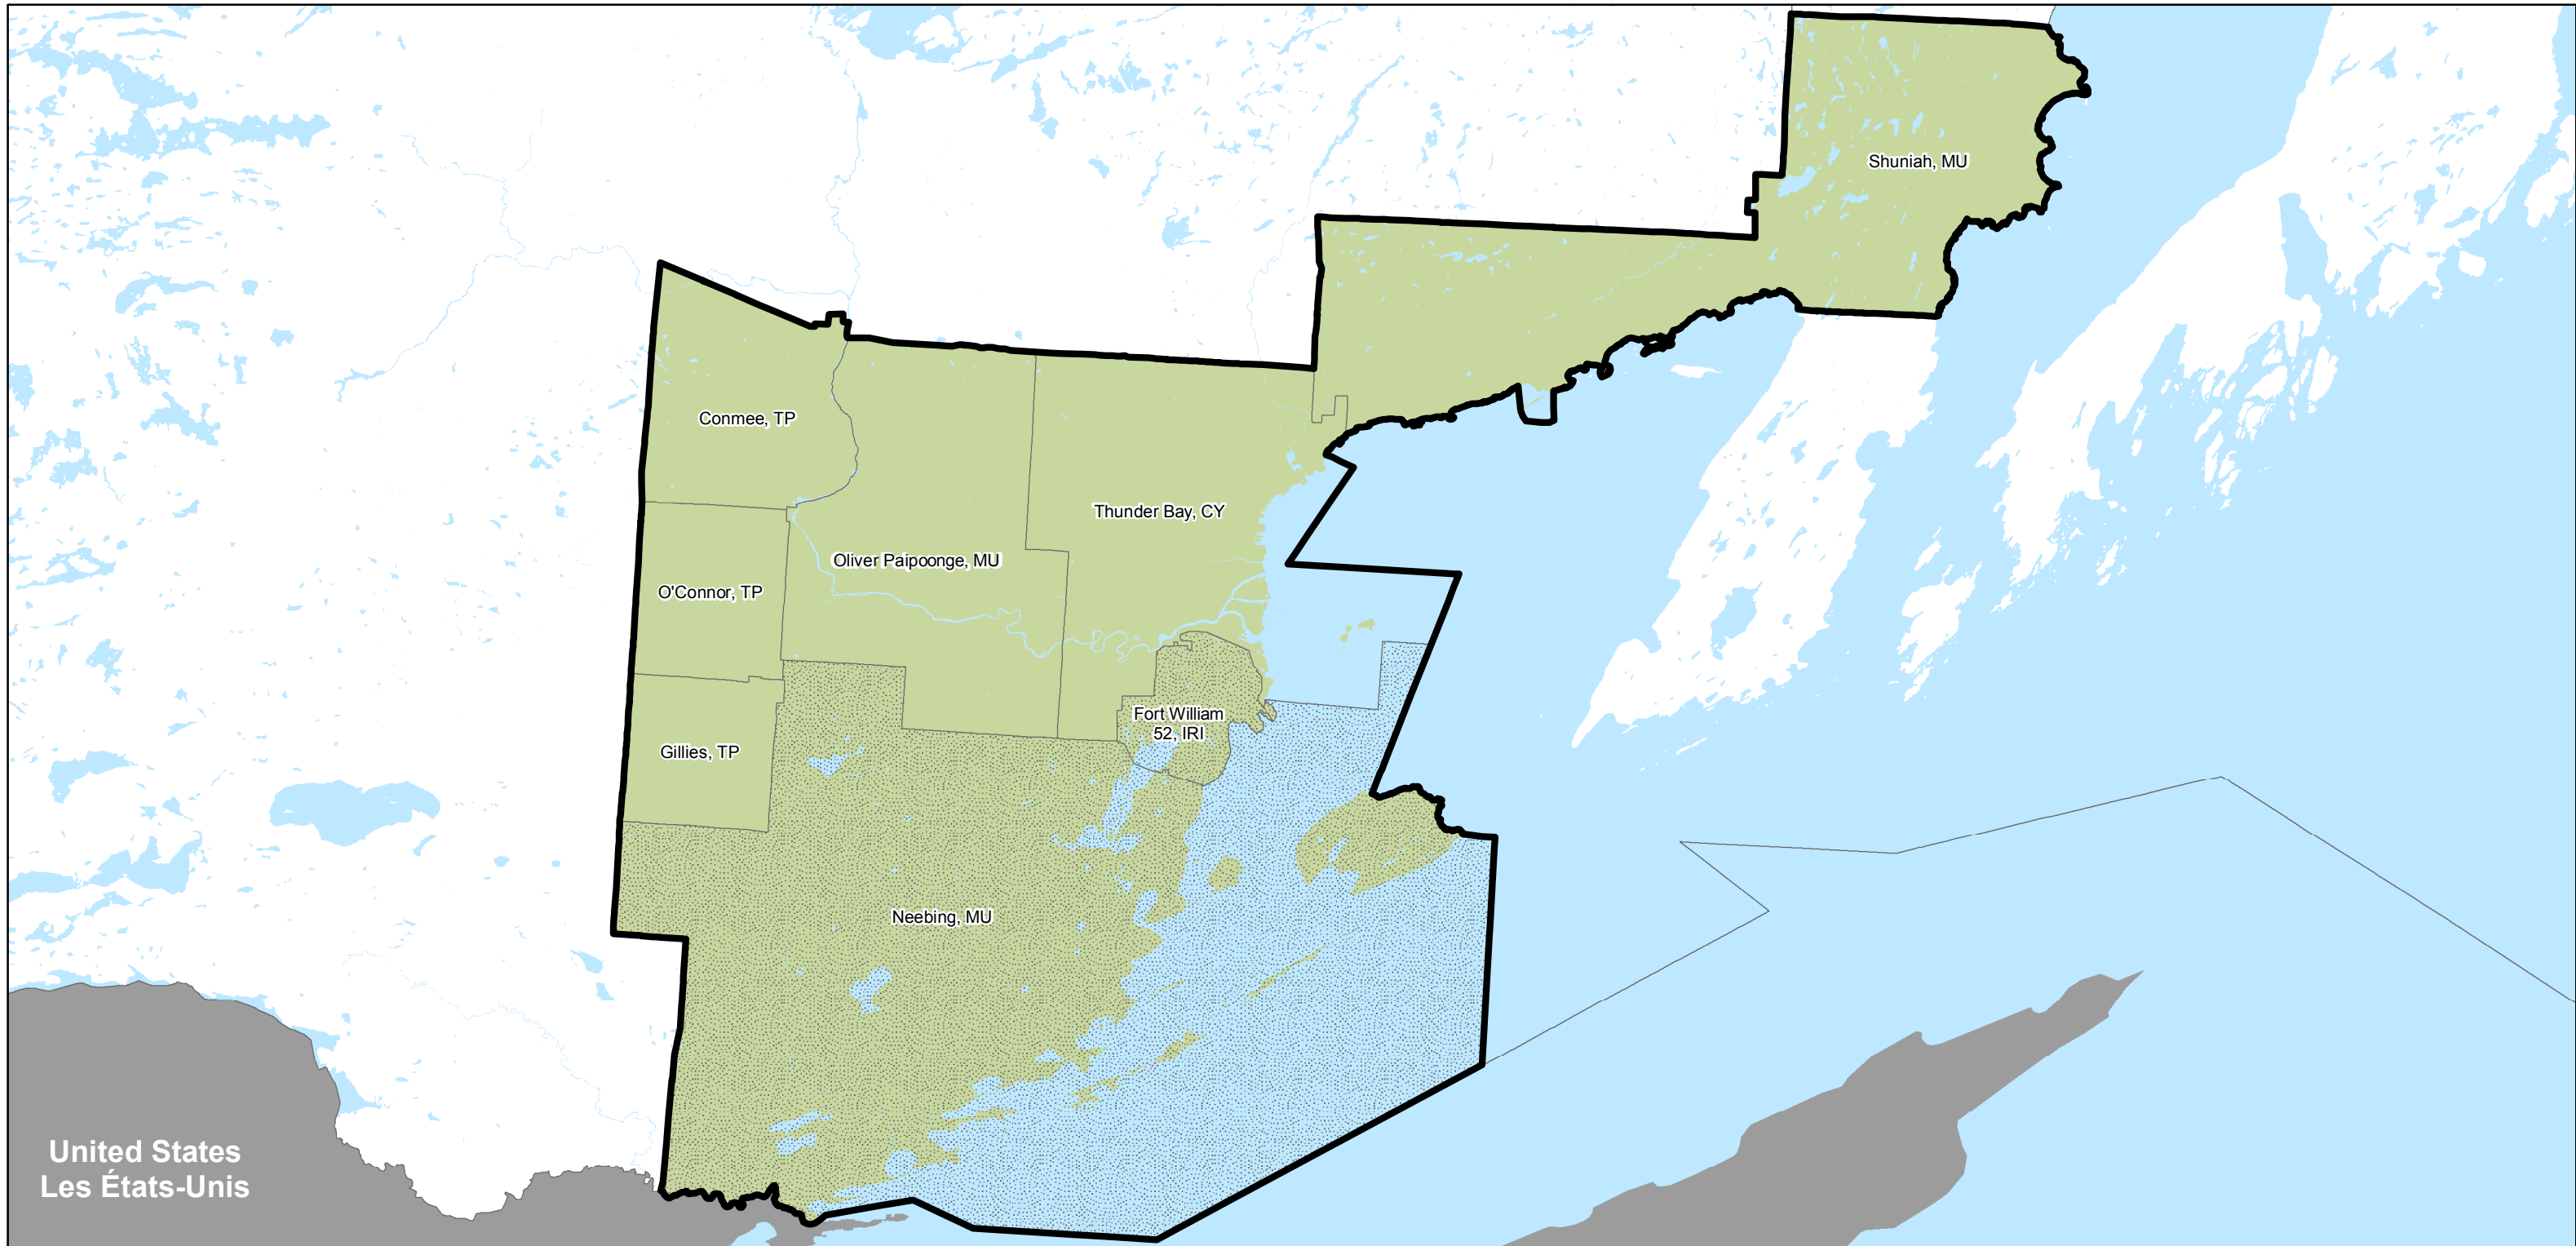 Shuniah, MU
Conmee, TP
Thunder Bay, CY
Oliver Paipoonge, MU
O'Connor, TP
Fort William
52, IRI
Gillies, TP
Neebing, MU
United States
Les États-Unis